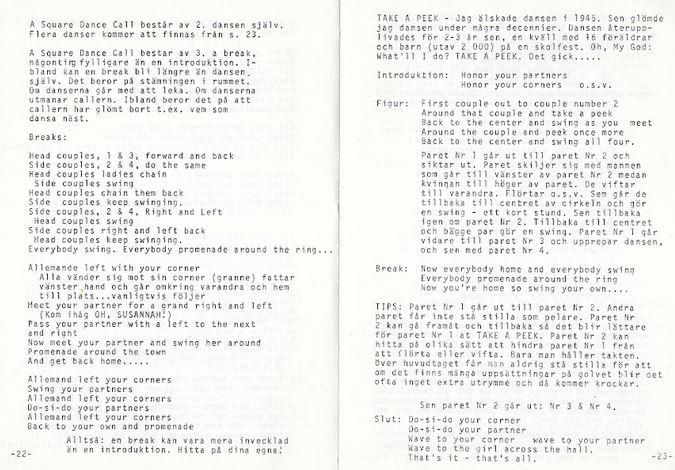 A Square Dance Call består av 2. dansen själv.
Flera danser kommer att finnas från s. 23.
A Square Dance Call bestar av 3. a break,
någonting fylligare än en introduktion. I-
bland kan en break bli längre än dansen
själv. Det beror på stämningen i rummet.
Om danserna går med att leka. Om danserna
utmanar callern. Ibland beror det på att
callern har glömt bort t.ex. vem som
dansa näst.
Breaks:
Head couples, 1 & 3, forward and back
Side couples, 2 & 4, do the same
Head couples ladies chain
Side couples swing
Head couples chain them back
Side couples keep swinging.
Side couples, 2 & 4, Right and Left
Head couples swing
Side couples right and left back
Head couples keep swinging.
Everybody swing. Everybody promenade around the ring...
Allemande left with your corner
Alla vänder sig mot sin corner (granne) fattar
vänster hand och går omkring varandra och hem
till plats...vanligtvis följer
Meet your partner for a grand right and left
(Kom ihåg OH, SUSANNAH!)
Pass your partner with a left to the next
and right
Now meet your partner and swing her around
Promenade around the town
And get back home.....
Allemand left your corners
Swing your partners
Allemand left your corners
Do-si-do your partners
Allemand left your corners
Back to your own and promenade
Alltså: en break kan vara mera invecklad
än en introduktion. Hitta på dina egna!
-22-
TAKE A PEEK - Jag älskade dansen i 1945. Sen glömde
jag dansen under några decennier. Dansen återupp-
livades för 2-3 år sen, en kväll med 16 föräldrar
och barn (utav 2 000) på en skolfest. Oh, My God:
What'll I do? TAKE A PEEK. Det gick.....
Introduktion: Honor your partners
Honor your corners o.s.v.
Figur: First couple out to couple number 2
Around that couple and take a peek
Back to the center and swing as you meet
Around the couple and peek once more
Back to the center and swing all four.
Paret Nr 1 går ut till paret Nr 2 och
siktar ut. Paret skiljer sig med mannen
som går till vänster av paret Nr 2 medan
kvinnan till höger av paret. De viftar
till varandra. Flörtar o.s.v. Sem går de
tillbaka till centret av cirkeln och gör
en swing - ett kort stund. Sen tillbaka
igen om paret Nr 2. Tillbaka till centret
och bägge par gör en swing. Paret Nr 1 går
vidare till paret Nr 3 och upprepar dansen,
och sen med paret Nr 4.
Break: Now everybody home and everybody swing
Everybody promenade around the ring
Now you're home so swing your own....
TIPS: Paret Nr 1 går ut till paret Nr 2. Andra
paret får inte stå stilla som pelare. Paret Nr
2 kan gå framåt och tillbaka så det blir lättare
för paret Nr 1 at TAKE A PEEK. Paret Nr 2 kan
hitta på olika sätt att hindra paret Nr 1 från
att flörta eller vifta. Bara man håller takten.
Over huvudtaget får man aldrig stå stilla för att
om det finns många uppsättningar på golvet blir det
ofta inget extra utrymme och då kommer krockar.
Sen paret Nr 2 går ut: Nr 3 & Nr 4.
Slut: Do-si-do your corner
Do-si-do your partner
Wave to your corner wave to your partner
Wave to the girl across the hall.
That's it - that's all.
-23-